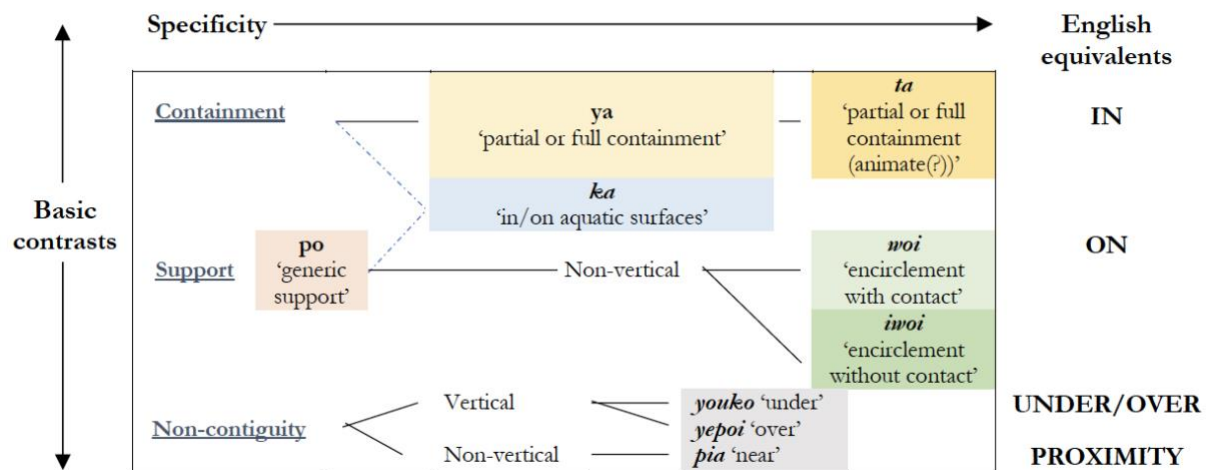 Specificity
English
equivalents
Basic
contrasts
Containment
ya
‘partial or full containment’
ta
‘partial or full
containment
(animate(?))’
IN
ka
‘in/on aquatic surfaces’
Support
po
‘generic
support’
Non-vertical
woi
‘encirclement
with contact’
ON
iwoi
‘encirclement
without contact’
Non-contiguity
Vertical
youko ‘under’
yepoi ‘over’
UNDER/OVER
Non-vertical
pia ‘near’
PROXIMITY